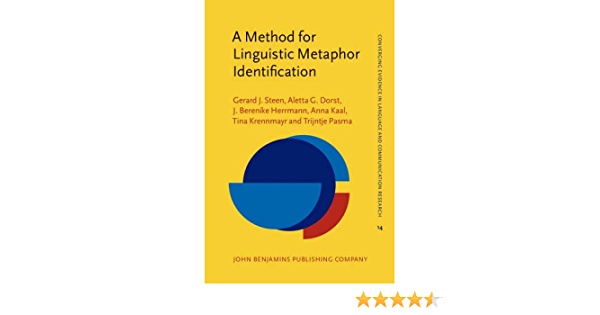 A Method for
Linguistic Metaphor
Identification
Gerard J. Steen, Aletta G. Dorst,
J. Berenike Herrmann, Anna Kaal,
Tina Krennmayr and Trijntje Pasma
CONVERGING EVIDENCE IN LANGUAGE AND COMMUNICATION RESEARCH
14
JOHN BENJAMINS PUBLISHING COMPANY